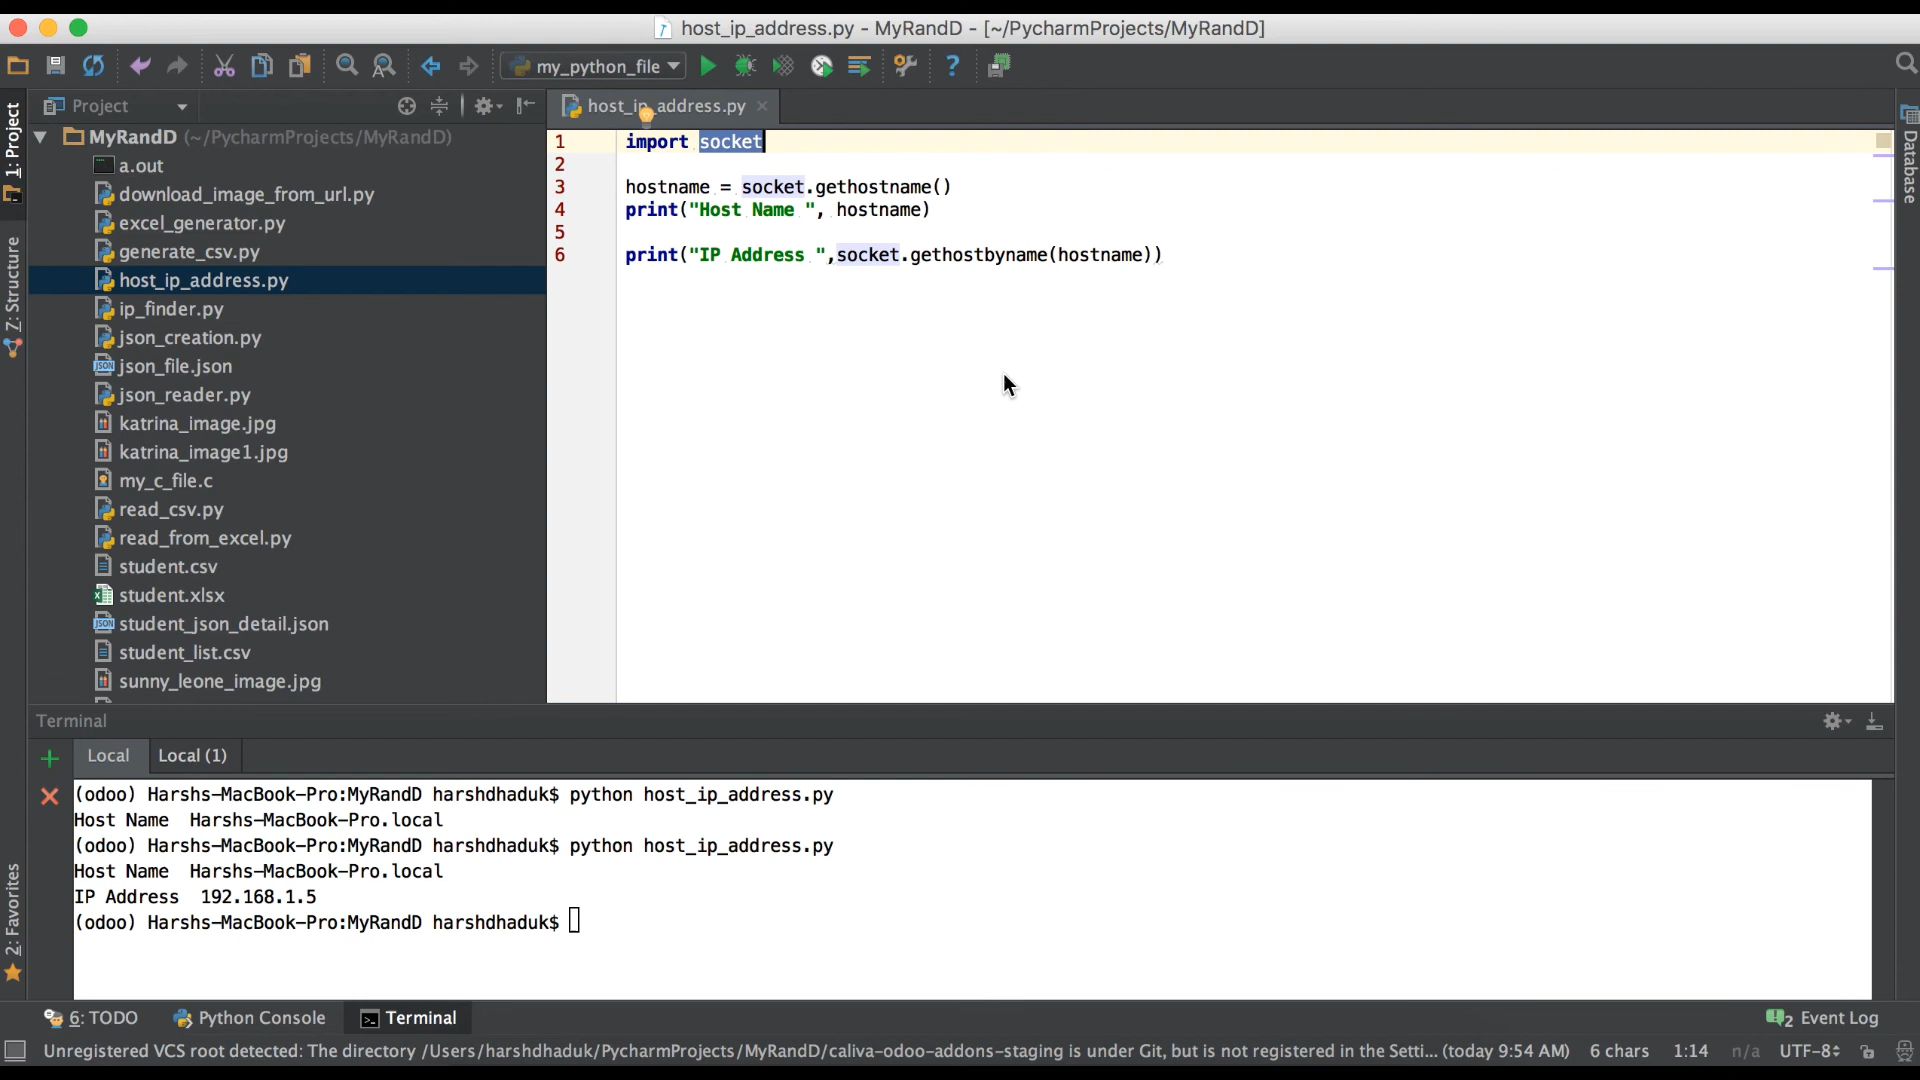 host_ip_address.py - MyRandD - [~/PycharmProjects/MyRandD]
my_python_file
Project
host_ip_address.py
1: Project
MyRandD (~/PycharmProjects/MyRandD)
a.out
download_image_from_url.py
excel_generator.py
generate_csv.py
host_ip_address.py
ip_finder.py
json_creation.py
json_file.json
json_reader.py
katrina_image.jpg
katrina_image1.jpg
my_c_file.c
read_csv.py
read_from_excel.py
student.csv
student.xlsx
student_json_detail.json
student_list.csv
sunny_leone_image.jpg
Z: Structure
2: Favorites
1 import socket
2
3 hostname = socket.gethostname()
4 print("Host Name ", hostname)
5
6 print("IP Address ",socket.gethostbyname(hostname))
Database
Terminal
Local Local (1)
(odoo) Harshs-MacBook-Pro:MyRandD harshdhaduk$ python host_ip_address.py
Host Name  Harshs-MacBook-Pro.local
(odoo) Harshs-MacBook-Pro:MyRandD harshdhaduk$ python host_ip_address.py
Host Name  Harshs-MacBook-Pro.local
IP Address  192.168.1.5
(odoo) Harshs-MacBook-Pro:MyRandD harshdhaduk$
6: TODO Python Console Terminal 2 Event Log
Unregistered VCS root detected: The directory /Users/harshdhaduk/PycharmProjects/MyRandD/caliva-odoo-addons-staging is under Git, but is not registered in the Setti... (today 9:54 AM) 6 chars 1:14 n/a UTF-8